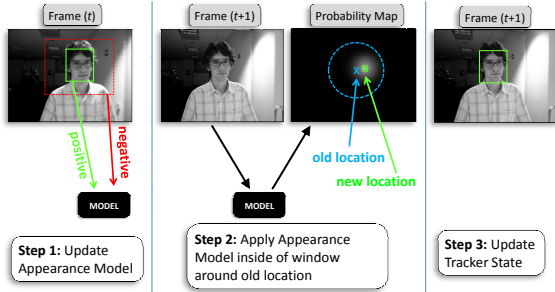 Frame (t)
positive
negative
MODEL
Step 1: Update
Appearance Model
Frame (t+1)
Probability Map
old location
new location
MODEL
Step 2: Apply Appearance
Model inside of window
around old location
Frame (t+1)
Step 3: Update
Tracker State